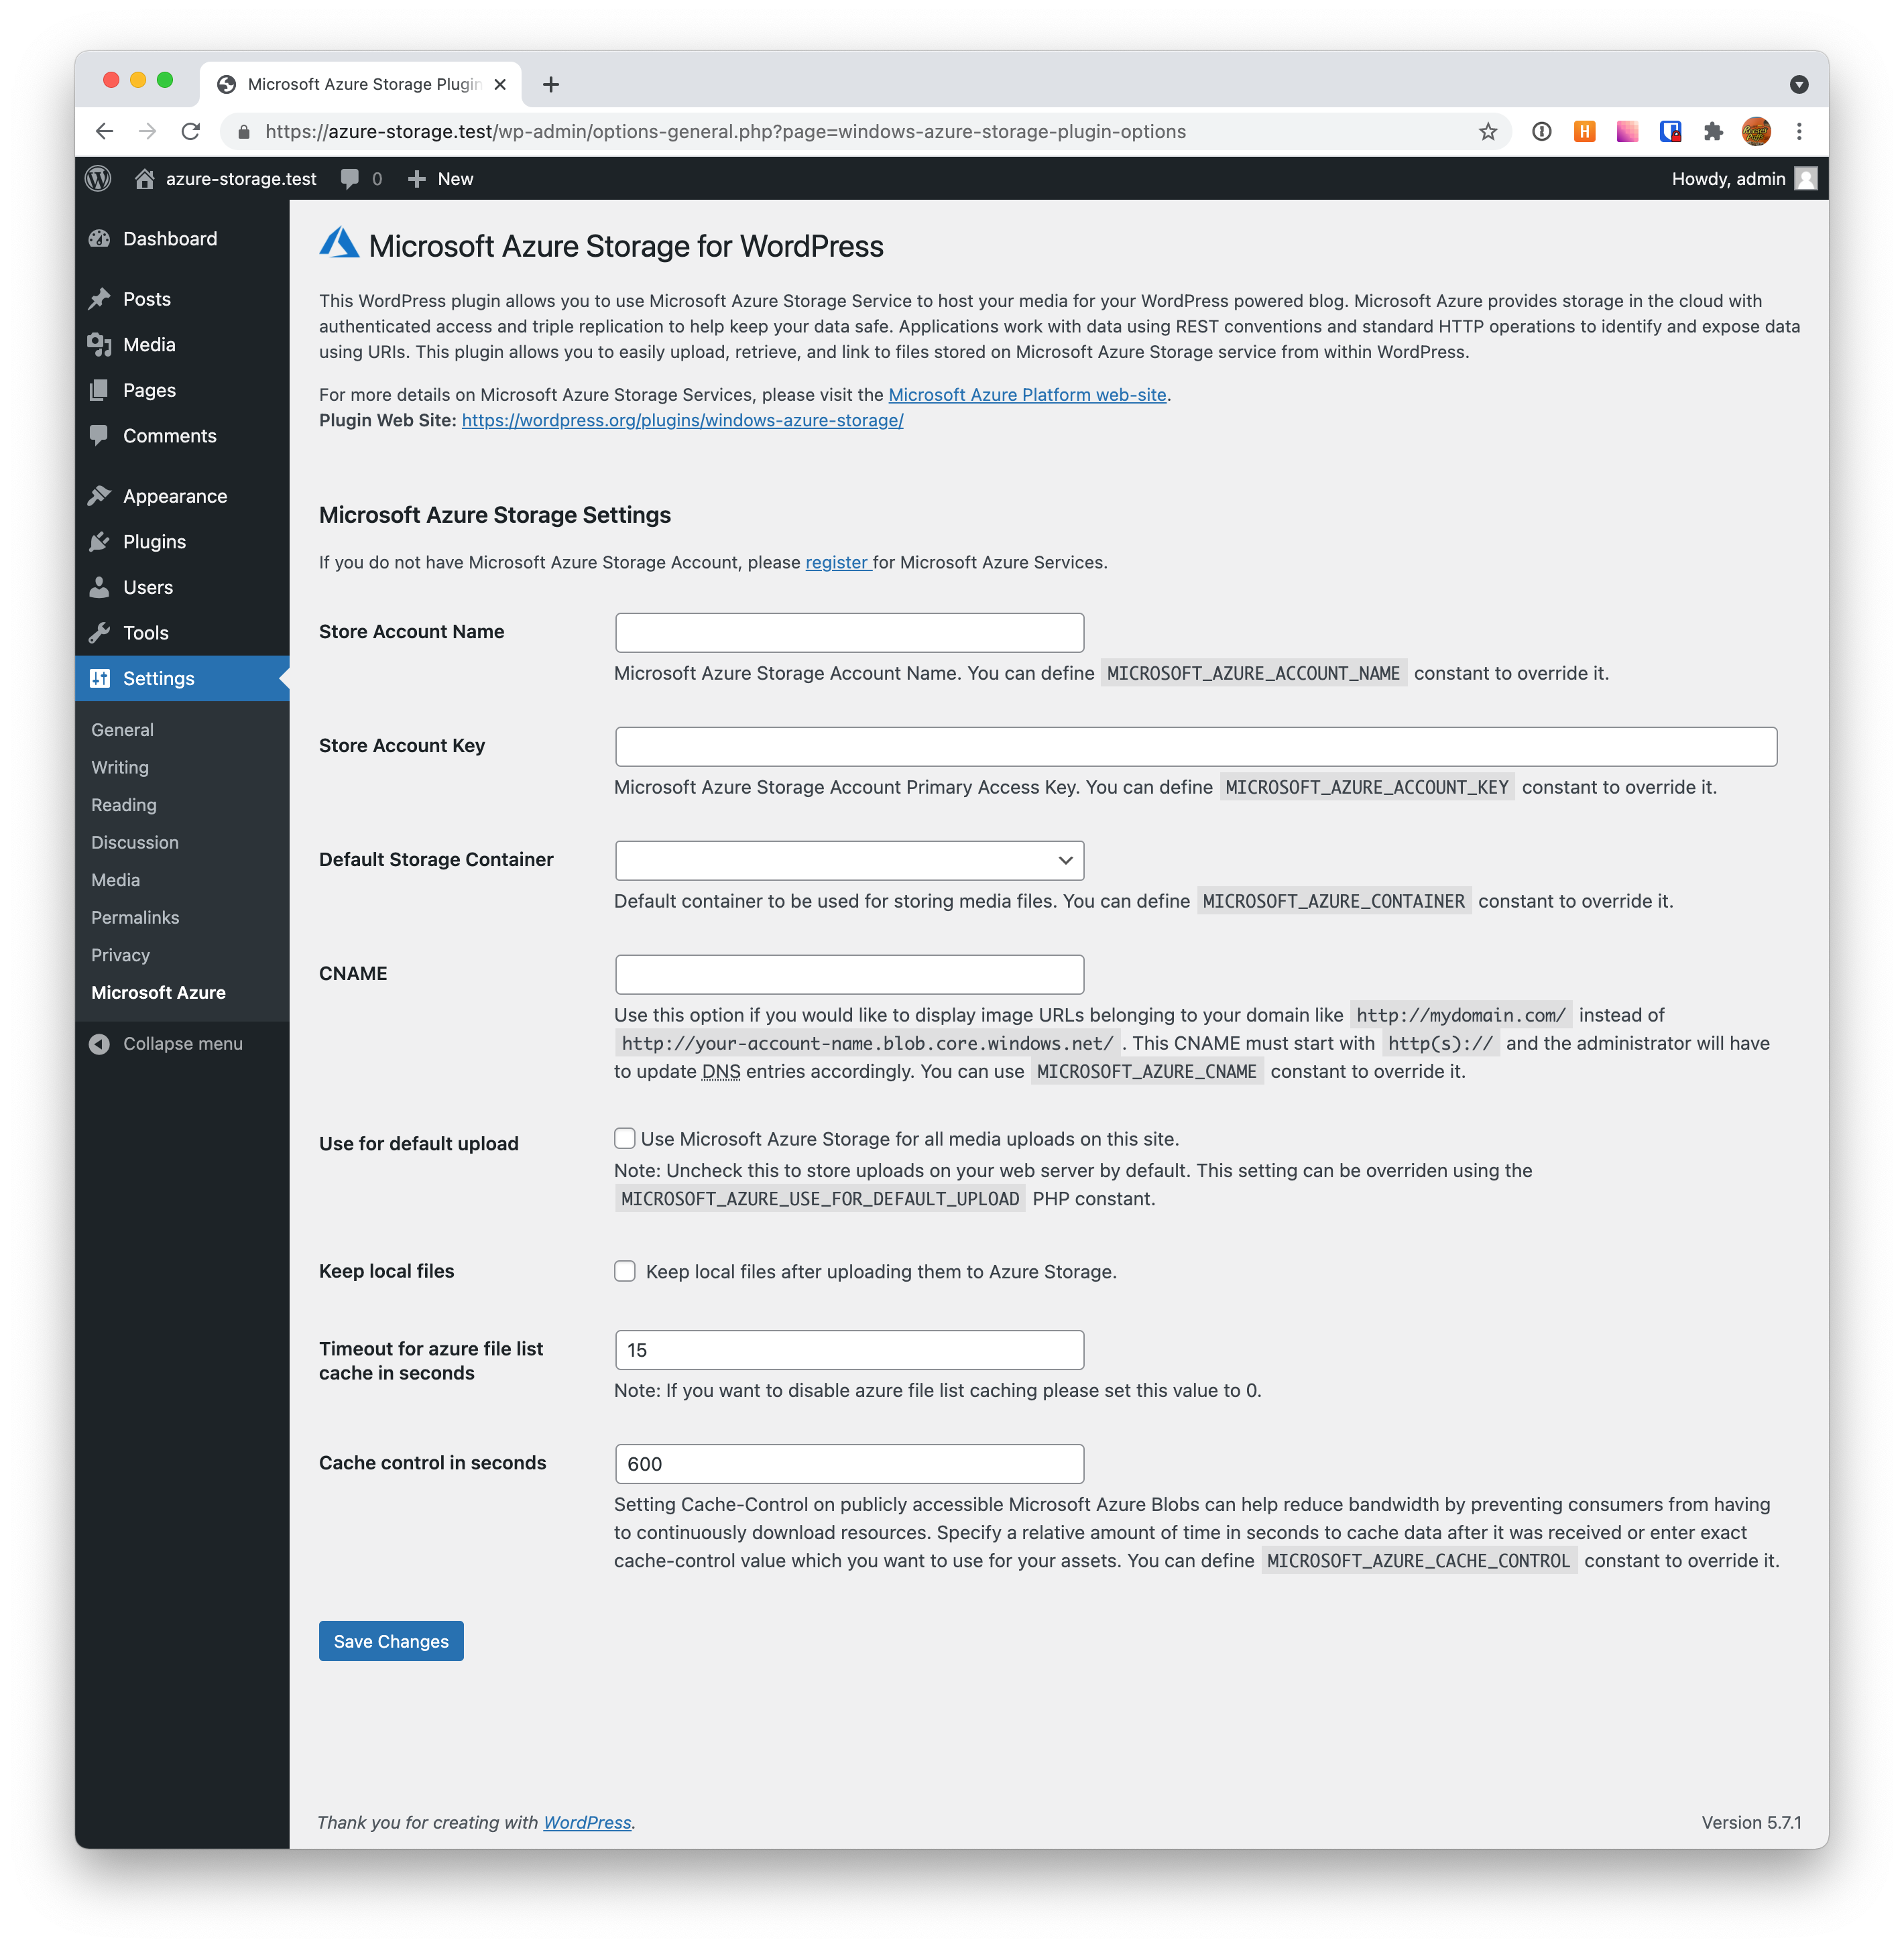 Microsoft Azure Storage Plugin
https://azure-storage.test/wp-admin/options-general.php?page=windows-azure-storage-plugin-options
azure-storage.test 0 New
Howdy, admin
Dashboard
Posts
Media
Pages
Comments
Appearance
Plugins
Users
Tools
Settings
General
Writing
Reading
Discussion
Media
Permalinks
Privacy
Microsoft Azure
Collapse menu
Microsoft Azure Storage for WordPress
This WordPress plugin allows you to use Microsoft Azure Storage Service to host your media for your WordPress powered blog. Microsoft Azure provides storage in the cloud with
authenticated access and triple replication to help keep your data safe. Applications work with data using REST conventions and standard HTTP operations to identify and expose data
using URIs. This plugin allows you to easily upload, retrieve, and link to files stored on Microsoft Azure Storage service from within WordPress.
For more details on Microsoft Azure Storage Services, please visit the Microsoft Azure Platform web-site.
Plugin Web Site: https://wordpress.org/plugins/windows-azure-storage/
Microsoft Azure Storage Settings
If you do not have Microsoft Azure Storage Account, please register for Microsoft Azure Services.
Store Account Name
Microsoft Azure Storage Account Name. You can define MICROSOFT_AZURE_ACCOUNT_NAME constant to override it.
Store Account Key
Microsoft Azure Storage Account Primary Access Key. You can define MICROSOFT_AZURE_ACCOUNT_KEY constant to override it.
Default Storage Container
Default container to be used for storing media files. You can define MICROSOFT_AZURE_CONTAINER constant to override it.
CNAME
Use this option if you would like to display image URLs belonging to your domain like http://mydomain.com/ instead of
http://your-account-name.blob.core.windows.net/ . This CNAME must start with http(s):// and the administrator will have
to update DNS entries accordingly. You can use MICROSOFT_AZURE_CNAME constant to override it.
Use for default upload
Use Microsoft Azure Storage for all media uploads on this site.
Note: Uncheck this to store uploads on your web server by default. This setting can be overriden using the
MICROSOFT_AZURE_USE_FOR_DEFAULT_UPLOAD PHP constant.
Keep local files
Keep local files after uploading them to Azure Storage.
Timeout for azure file list
cache in seconds
15
Note: If you want to disable azure file list caching please set this value to 0.
Cache control in seconds
600
Setting Cache-Control on publicly accessible Microsoft Azure Blobs can help reduce bandwidth by preventing consumers from having
to continuously download resources. Specify a relative amount of time in seconds to cache data after it was received or enter exact
cache-control value which you want to use for your assets. You can define MICROSOFT_AZURE_CACHE_CONTROL constant to override it.
Save Changes
Thank you for creating with WordPress.
Version 5.7.1